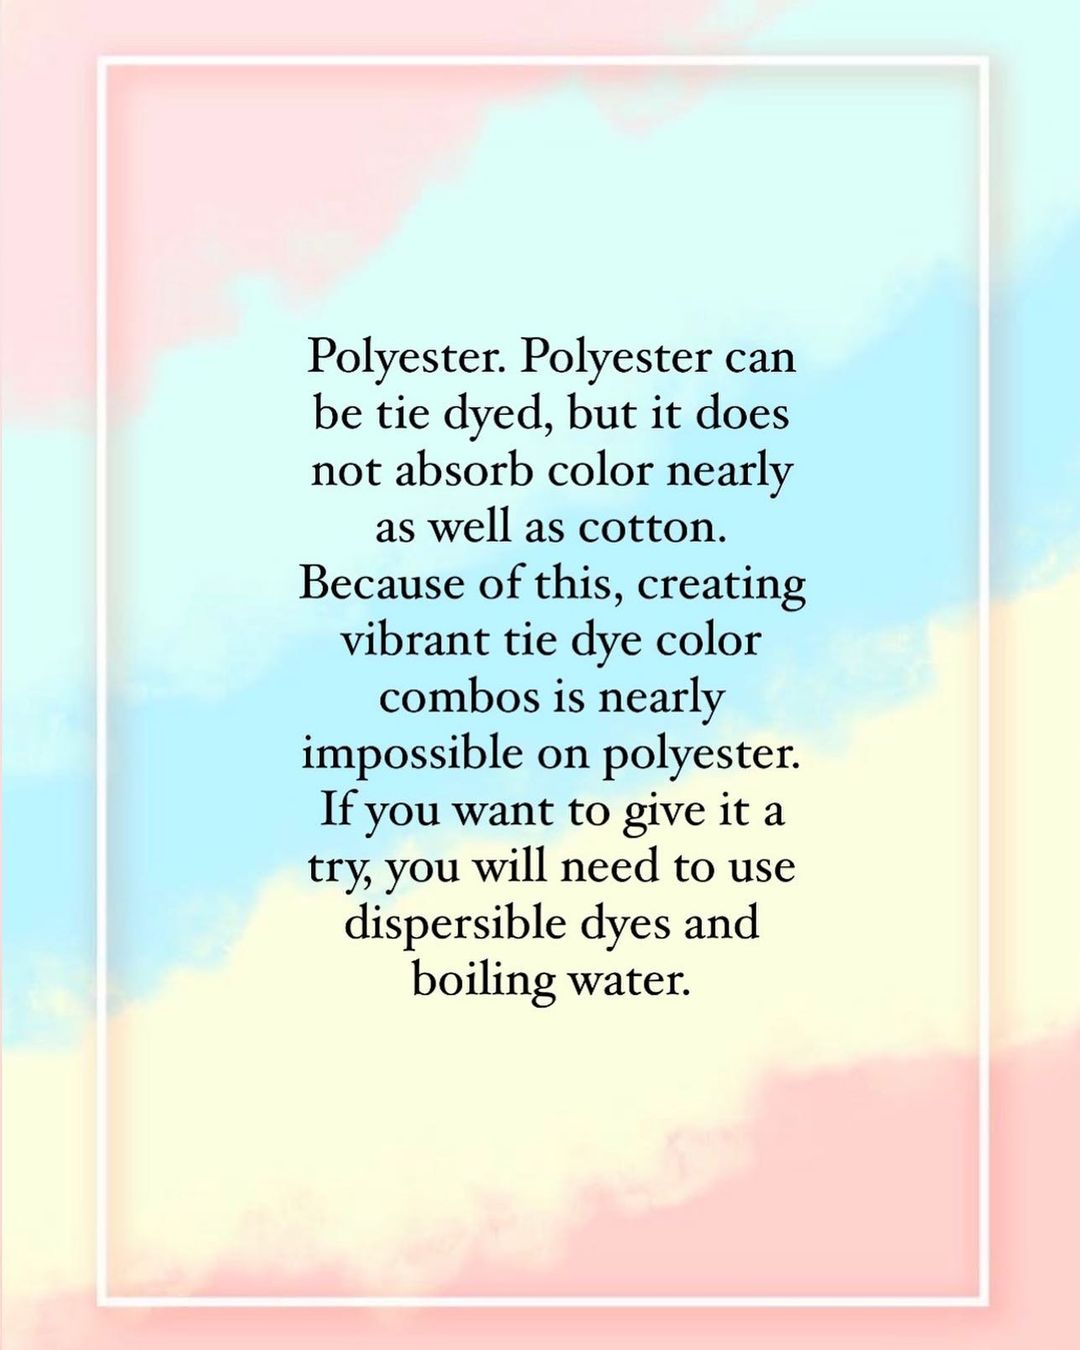 Polyester. Polyester can
be tie dyed, but it does
not absorb color nearly
as well as cotton.
Because of this, creating
vibrant tie dye color
combos is nearly
impossible on polyester.
If you want to give it a
try, you will need to use
dispersible dyes and
boiling water.